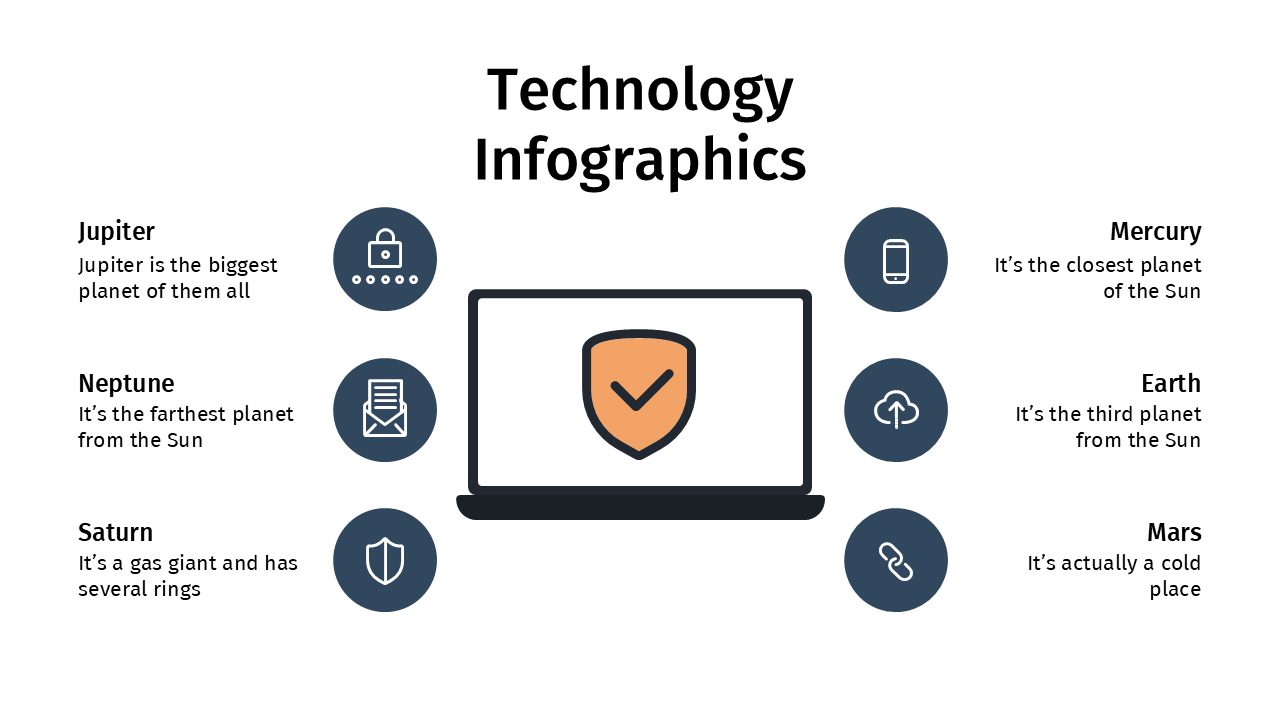 Technology
Infographics
Jupiter
Jupiter is the biggest
planet of them all
Neptune
It’s the farthest planet
from the Sun
Saturn
It’s a gas giant and has
several rings
Mercury
It’s the closest planet
of the Sun
Earth
It’s the third planet
from the Sun
Mars
It’s actually a cold
place